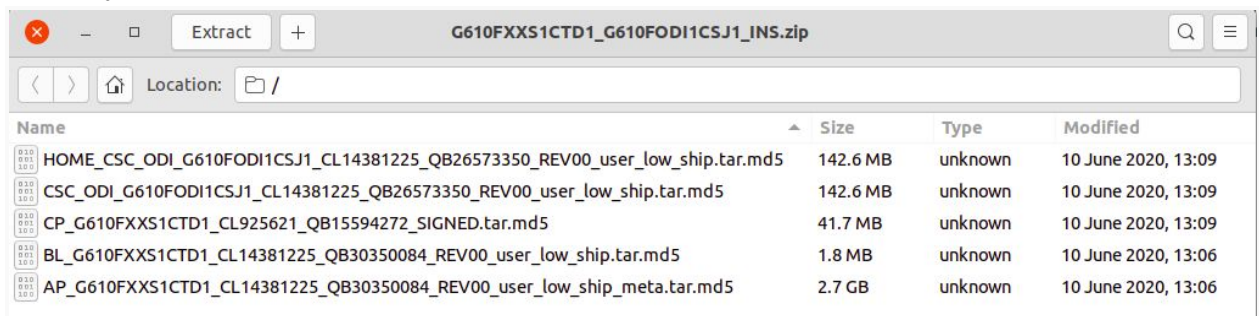 Extract + G610FXXS1CTD1_G610FODI1CSJ1_INS.zip
Location: /
Name Size Type Modified
HOME_CSC_ODI_G610FODI1CSJ1_CL14381225_QB26573350_REV00_user_low_ship.tar.md5 142.6 MB unknown 10 June 2020, 13:09
CSC_ODI_G610FODI1CSJ1_CL14381225_QB26573350_REV00_user_low_ship.tar.md5 142.6 MB unknown 10 June 2020, 13:09
CP_G610FXXS1CTD1_CL925621_QB15594272_SIGNED.tar.md5 41.7 MB unknown 10 June 2020, 13:09
BL_G610FXXS1CTD1_CL14381225_QB30350084_REV00_user_low_ship.tar.md5 1.8 MB unknown 10 June 2020, 13:06
AP_G610FXXS1CTD1_CL14381225_QB30350084_REV00_user_low_ship_meta.tar.md5 2.7 GB unknown 10 June 2020, 13:06